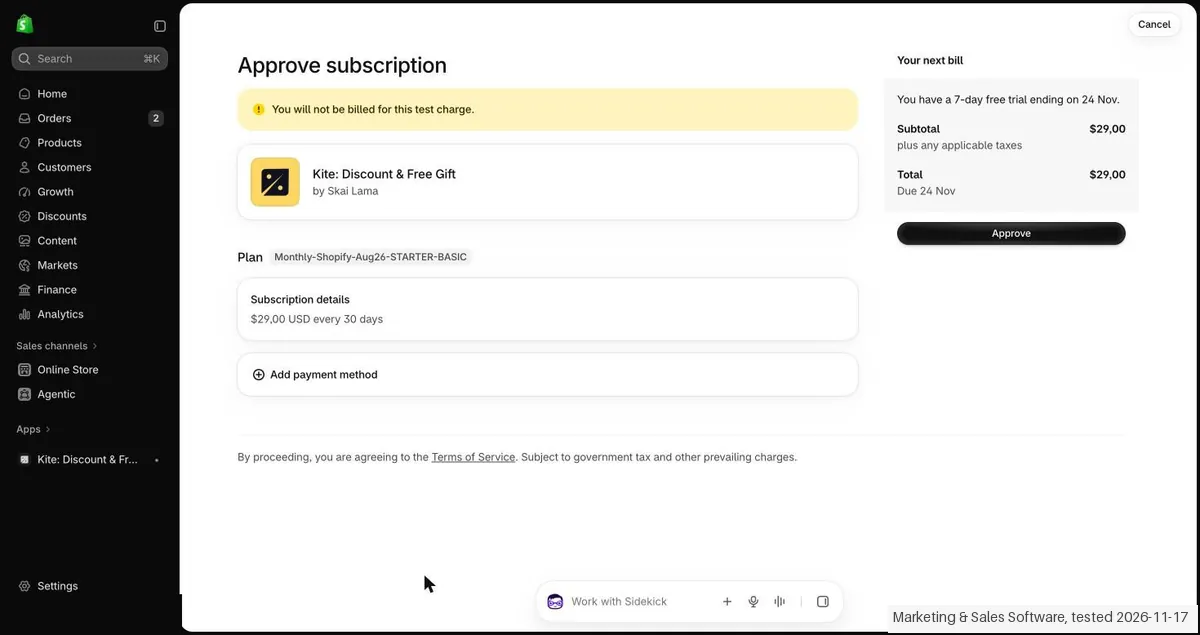 Search ⌘K
Home
Orders 2
Products
Customers
Growth
Discounts
Content
Markets
Finance
Analytics
Sales channels
Online Store
Agentic
Apps
Kite: Discount & Fr...
Settings
Cancel
Approve subscription
You will not be billed for this test charge.
Kite: Discount & Free Gift
by Skai Lama
Plan Monthly-Shopify-Aug26-STARTER-BASIC
Subscription details
$29,00 USD every 30 days
Add payment method
By proceeding, you are agreeing to the Terms of Service. Subject to government tax and other prevailing charges.
Your next bill
You have a 7-day free trial ending on 24 Nov.
Subtotal $29,00
plus any applicable taxes
Total $29,00
Due 24 Nov
Approve
Work with Sidekick
Marketing & Sales Software, tested 2026-11-17